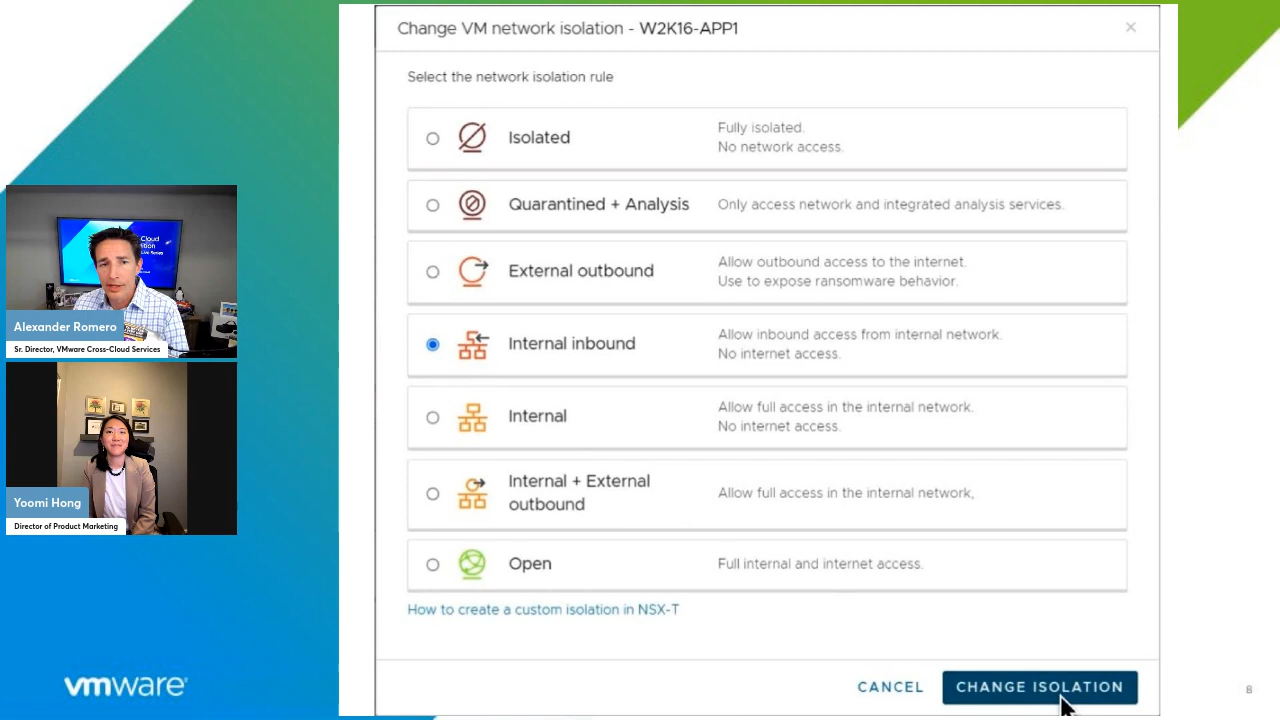 Change VM network isolation - W2K16-APP1
Select the network isolation rule
Isolated
Fully isolated.
No network access.
Quarantined + Analysis
Only access network and integrated analysis services.
External outbound
Allow outbound access to the internet.
Use to expose ransomware behavior.
Internal inbound
Allow inbound access from internal network.
No internet access.
Internal
Allow full access in the internal network.
No internet access.
Internal + External
outbound
Allow full access in the internal network,
Open
Full internal and internet access.
How to create a custom isolation in NSX-T
CANCEL
CHANGE ISOLATION
Cloud
Live Series
Alexander Romero
Sr. Director, VMware Cross-Cloud Services
Yoomi Hong
Director of Product Marketing
vmware
8